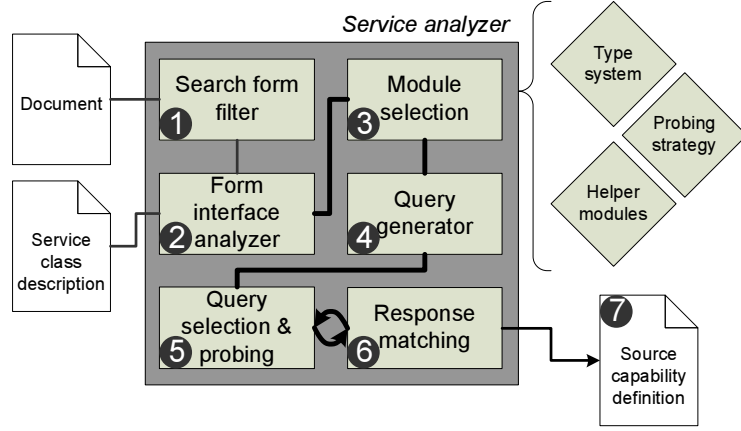 Service analyzer
Document
Service
class
description
Search form
filter
1
Form
interface
analyzer
2
Module
selection
3
Query
generator
4
Query
selection &
probing
5
Response
matching
6
Type
system
Probing
strategy
Helper
modules
7
Source
capability
definition